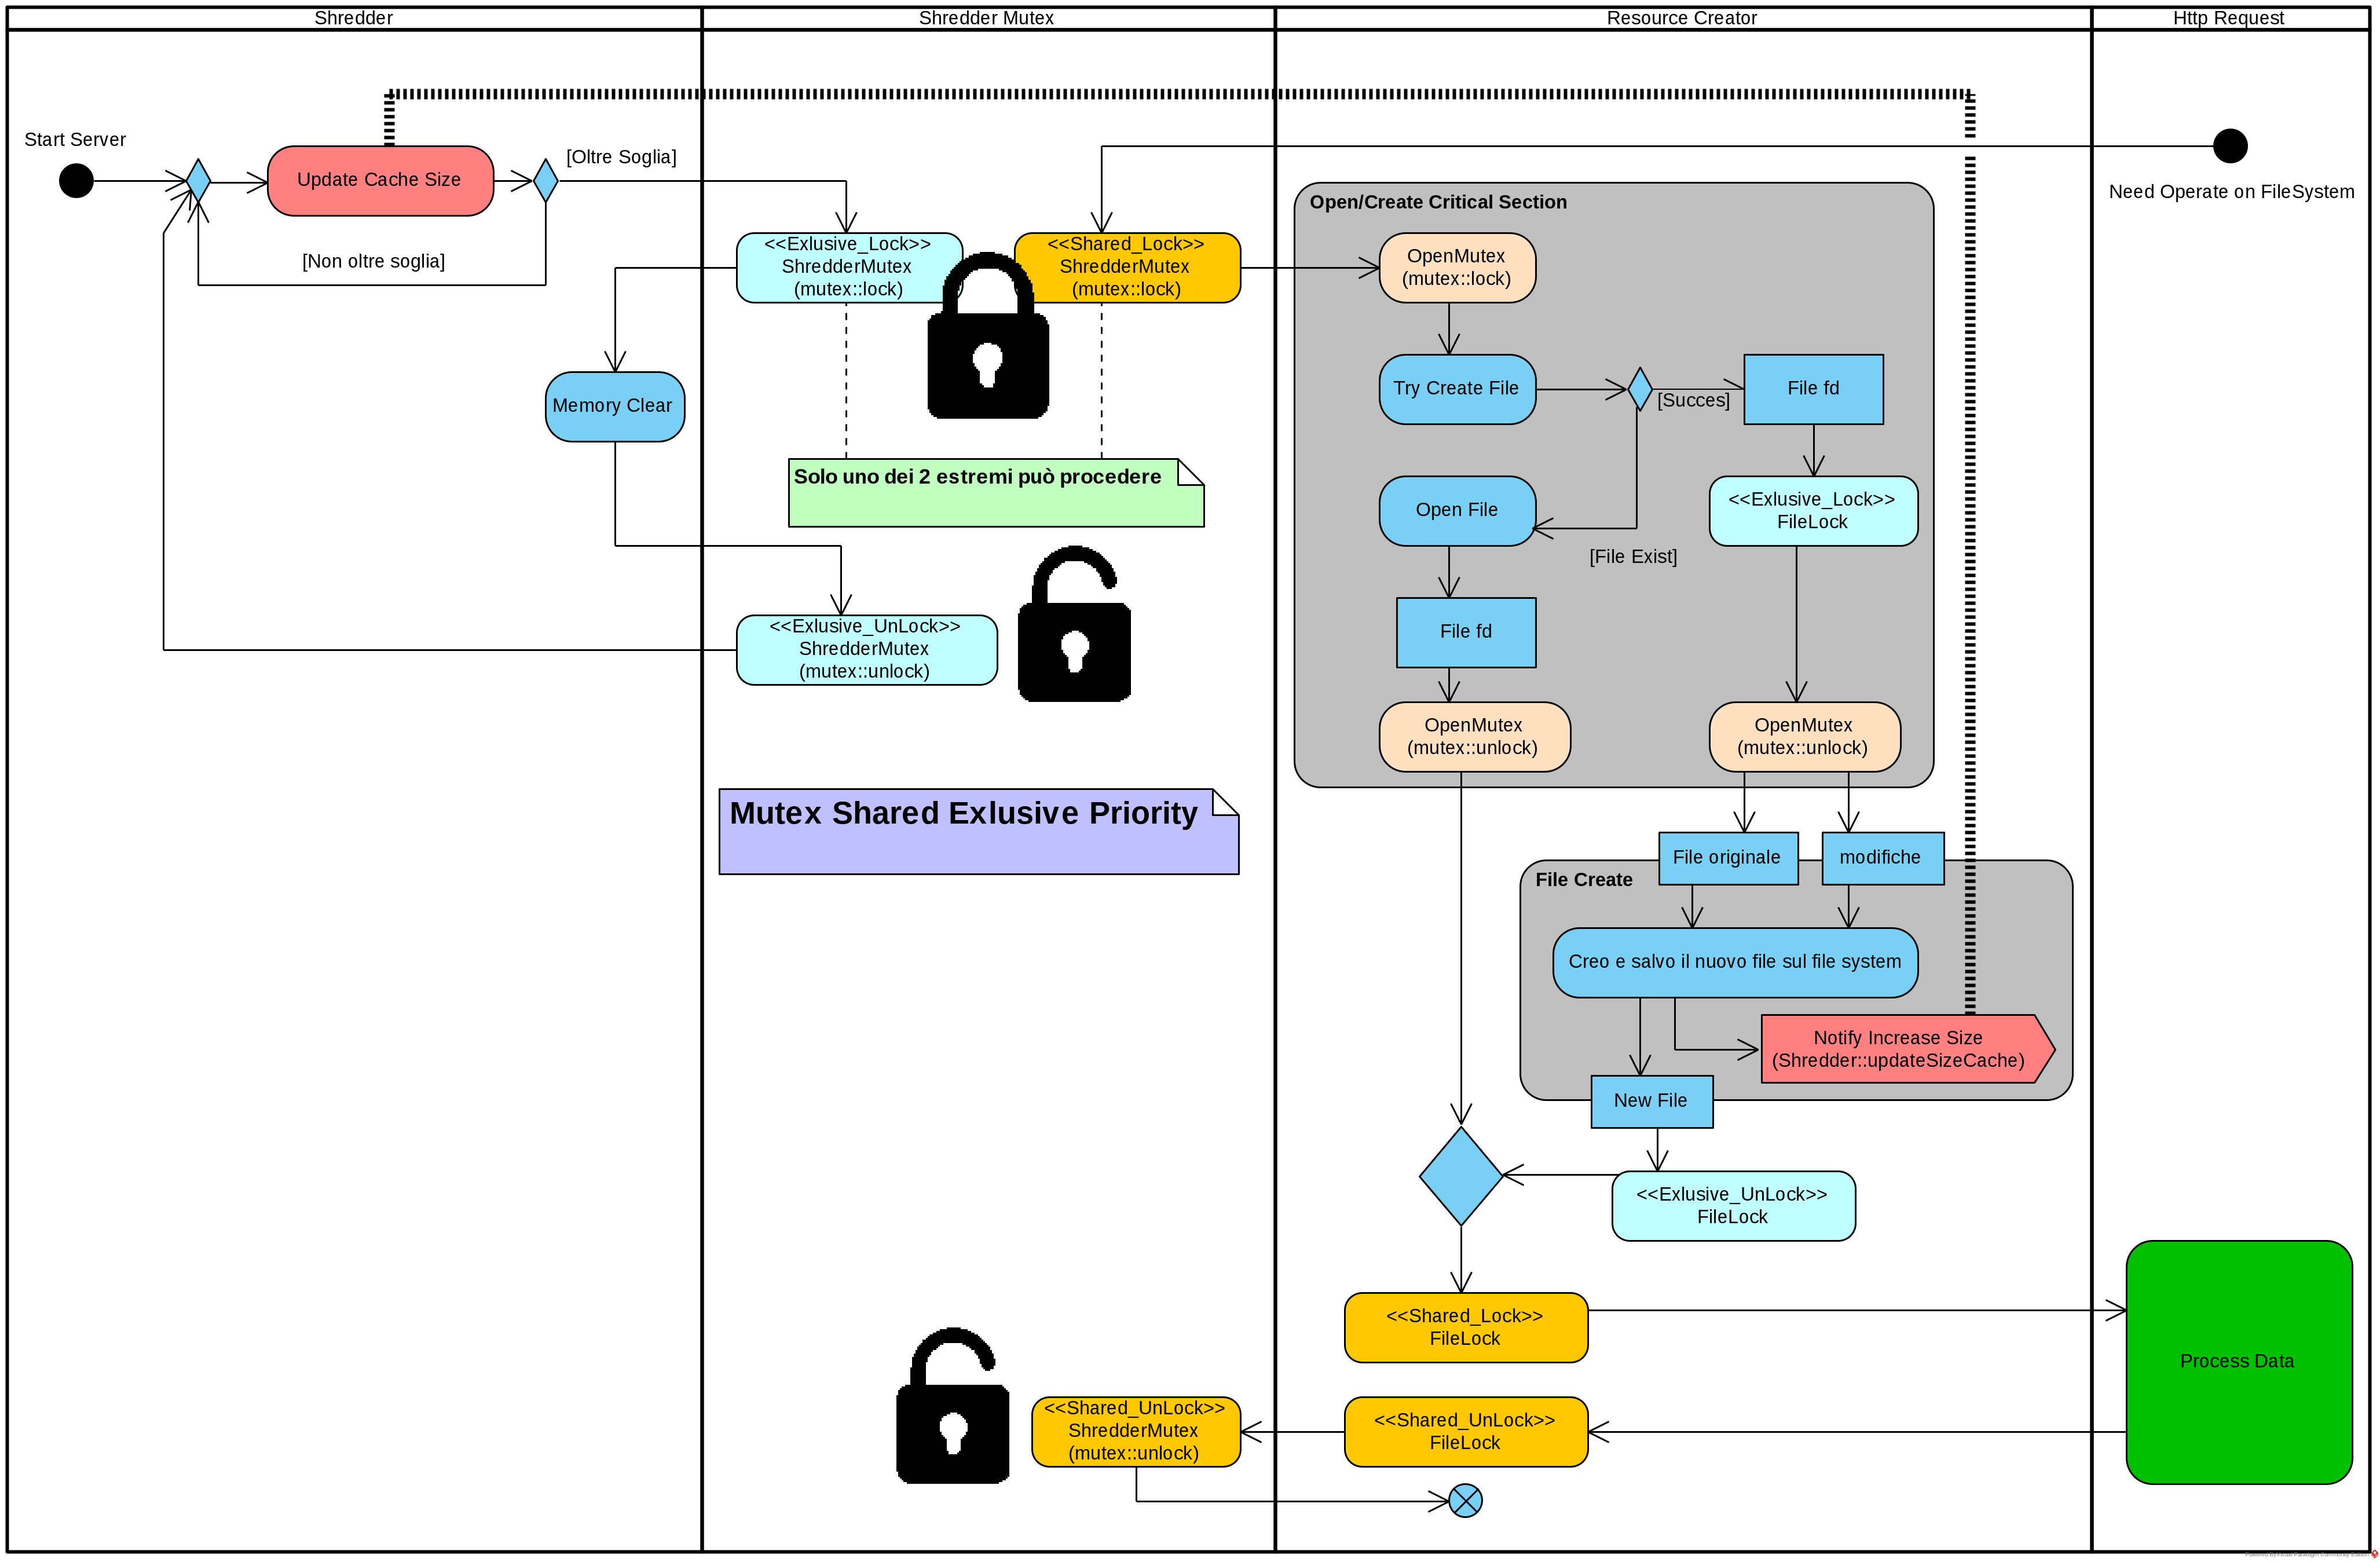 Shredder
Shredder Mutex
Resource Creator
Http Request
Start Server
Update Cache Size
[Oltre Soglia]
[Non oltre soglia]
Need Operate on FileSystem
<<Exlusive_Lock>>
ShredderMutex
(mutex::lock)
<<Shared_Lock>>
ShredderMutex
(mutex::lock)
Memory Clear
Solo uno dei 2 estremi può procedere
<<Exlusive_UnLock>>
ShredderMutex
(mutex::unlock)
Mutex Shared Exlusive Priority
Open/Create Critical Section
OpenMutex
(mutex::lock)
Try Create File
[Succes]
File fd
Open File
[File Exist]
<<Exlusive_Lock>>
FileLock
File fd
OpenMutex
(mutex::unlock)
OpenMutex
(mutex::unlock)
File originale
modifiche
File Create
Creo e salvo il nuovo file sul file system
Notify Increase Size
(Shredder::updateSizeCache)
New File
<<Exlusive_UnLock>>
FileLock
<<Shared_Lock>>
FileLock
Process Data
<<Shared_UnLock>>
FileLock
<<Shared_UnLock>>
ShredderMutex
(mutex::unlock)